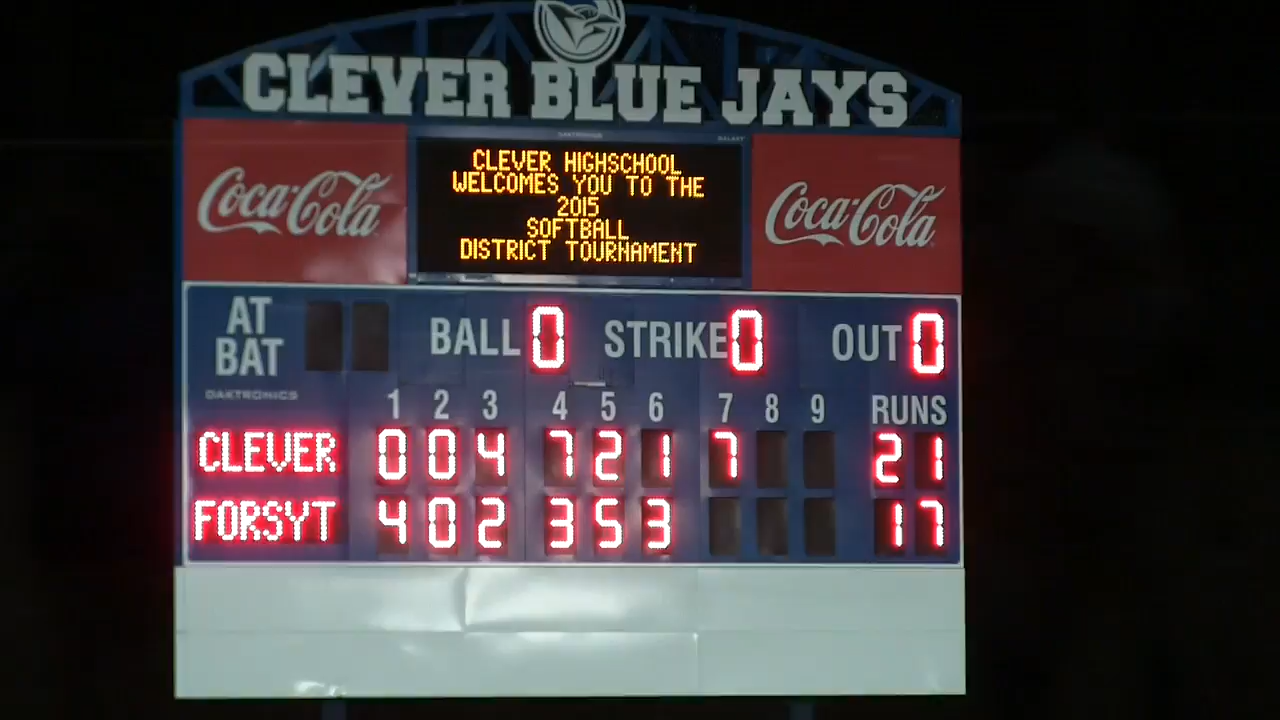 CLEVER BLUE JAYS
DAKTRONICS GALAXY
Coca-Cola
CLEVER HIGHSCHOOL
WELCOMES YOU TO THE
2015
SOFTBALL
DISTRICT TOURNAMENT
Coca-Cola
AT BAT BALL 0 STRIKE 0 OUT 0
DAKTRONICS
1 2 3 4 5 6 7 8 9 RUNS
CLEVER 0 0 4 7 2 1 7 21
FORSYT 4 0 2 3 5 3 17